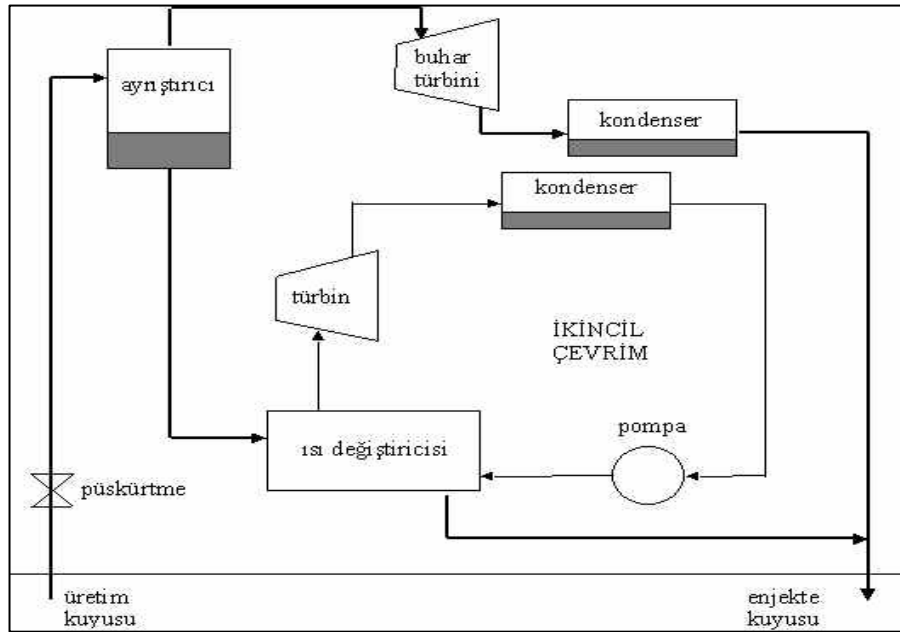 buhar
türbini
ayrıştırıcı
kondenser
kondenser
türbin
İKİNCİL
ÇEVRİM
pompa
ısı değiştiricisi
püskürtme
üretim
kuyusu
enjekte
kuyusu